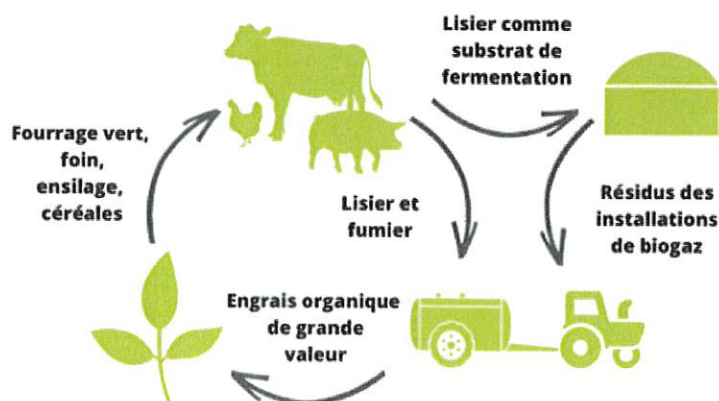 Lisier comme
substrat de
fermentation
Fourrage vert,
foin,
ensilage,
céréales
Lisier et
fumier
Résidus des
installations
de biogaz
Engrais organique
de grande
valeur